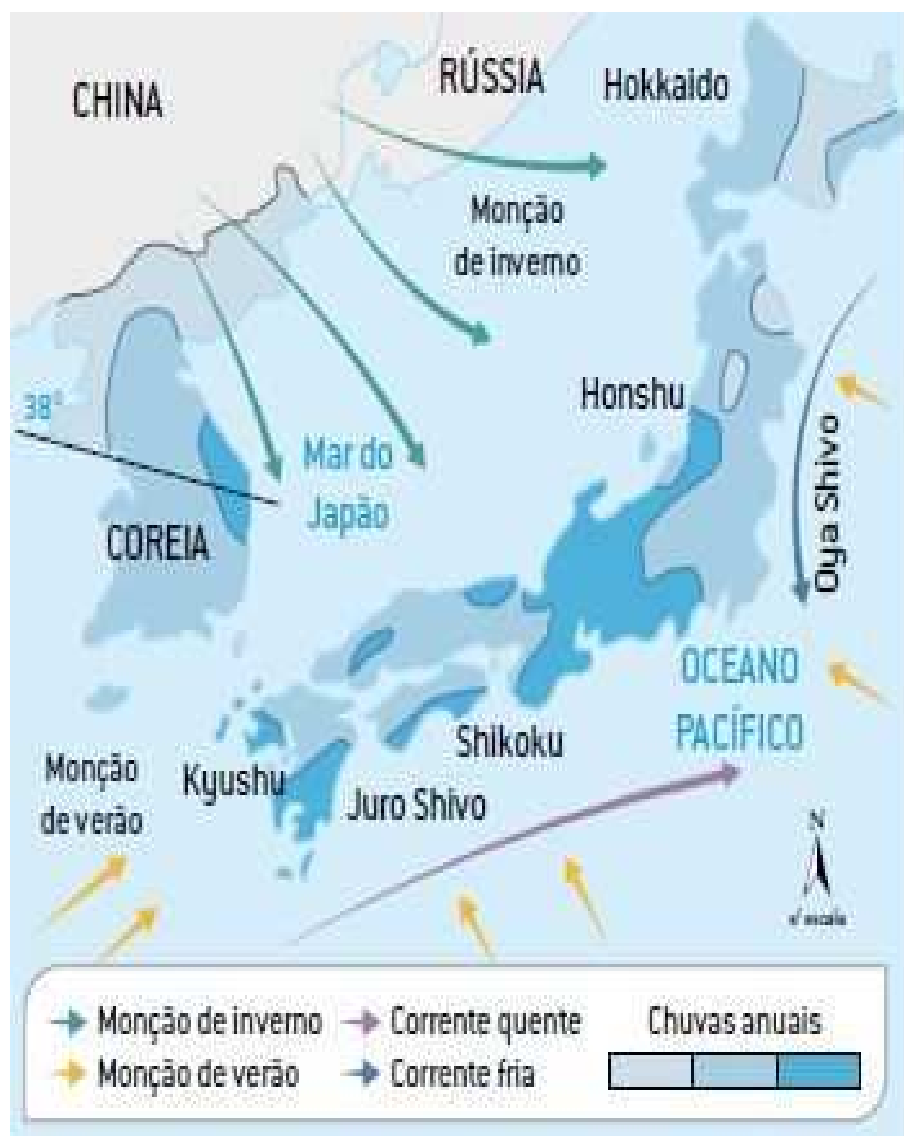 CHINA
RÚSSIA
Hokkaido
Monção
de inverno
38°
Honshu
Mar do
Japão
Oya Shivo
COREIA
OCEANO
PACÍFICO
Shikoku
Monção
de verão
Kyushu
Juro Shivo
N
s/ escala
Monção de inverno
Corrente quente
Chuvas anuais
Monção de verão
Corrente fria